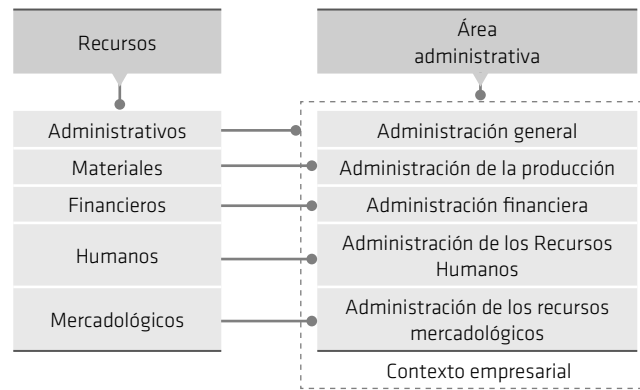 Recursos
Área
administrativa
Administrativos
Administración general
Materiales
Administración de la producción
Financieros
Administración financiera
Humanos
Administración de los Recursos
Humanos
Mercadológicos
Administración de los recursos
mercadológicos
Contexto empresarial